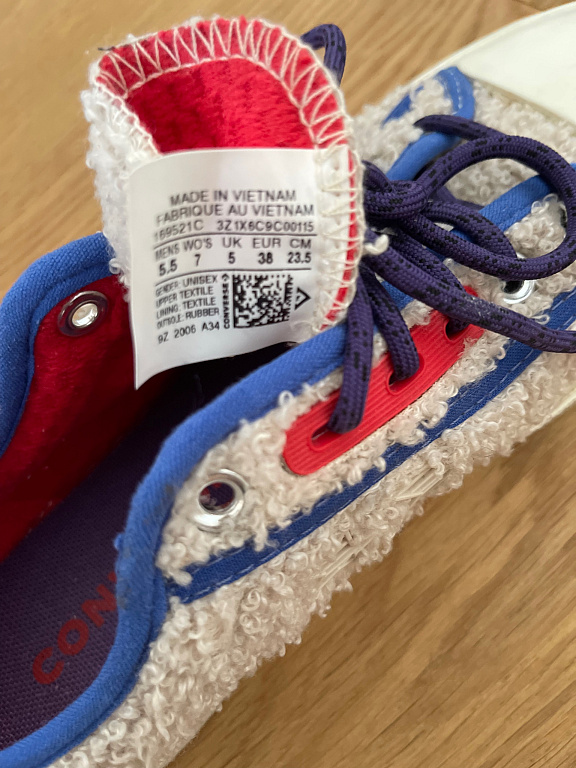 MADE IN VIETNAM
FABRIQUE AU VIETNAM
169521C 3Z1X6C9C00115
MENS WO'S UK EUR CM
5.5 7 5 38 23.5
GENDER: UNISEX
UPPER: TEXTILE
LINING: TEXTILE
OUTSOLE: RUBBER
CONVERSE
9Z 2006 A34
CON